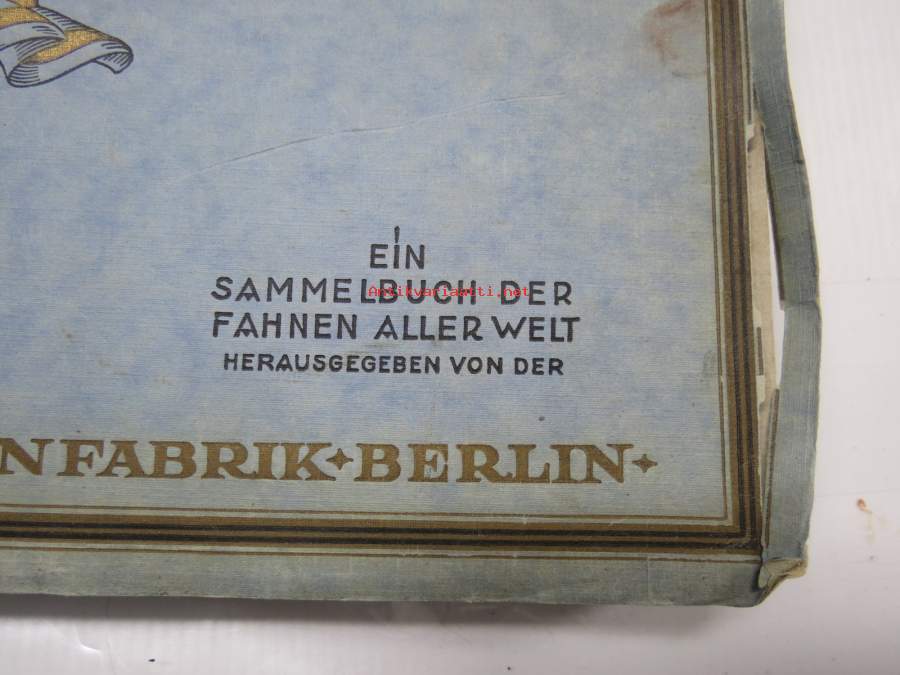 EIN
SAMMELBUCH DER
Antikvariaatti.net
FAHNEN ALLER WELT
HERAUSGEGEBEN VON DER
NFABRIK BERLIN